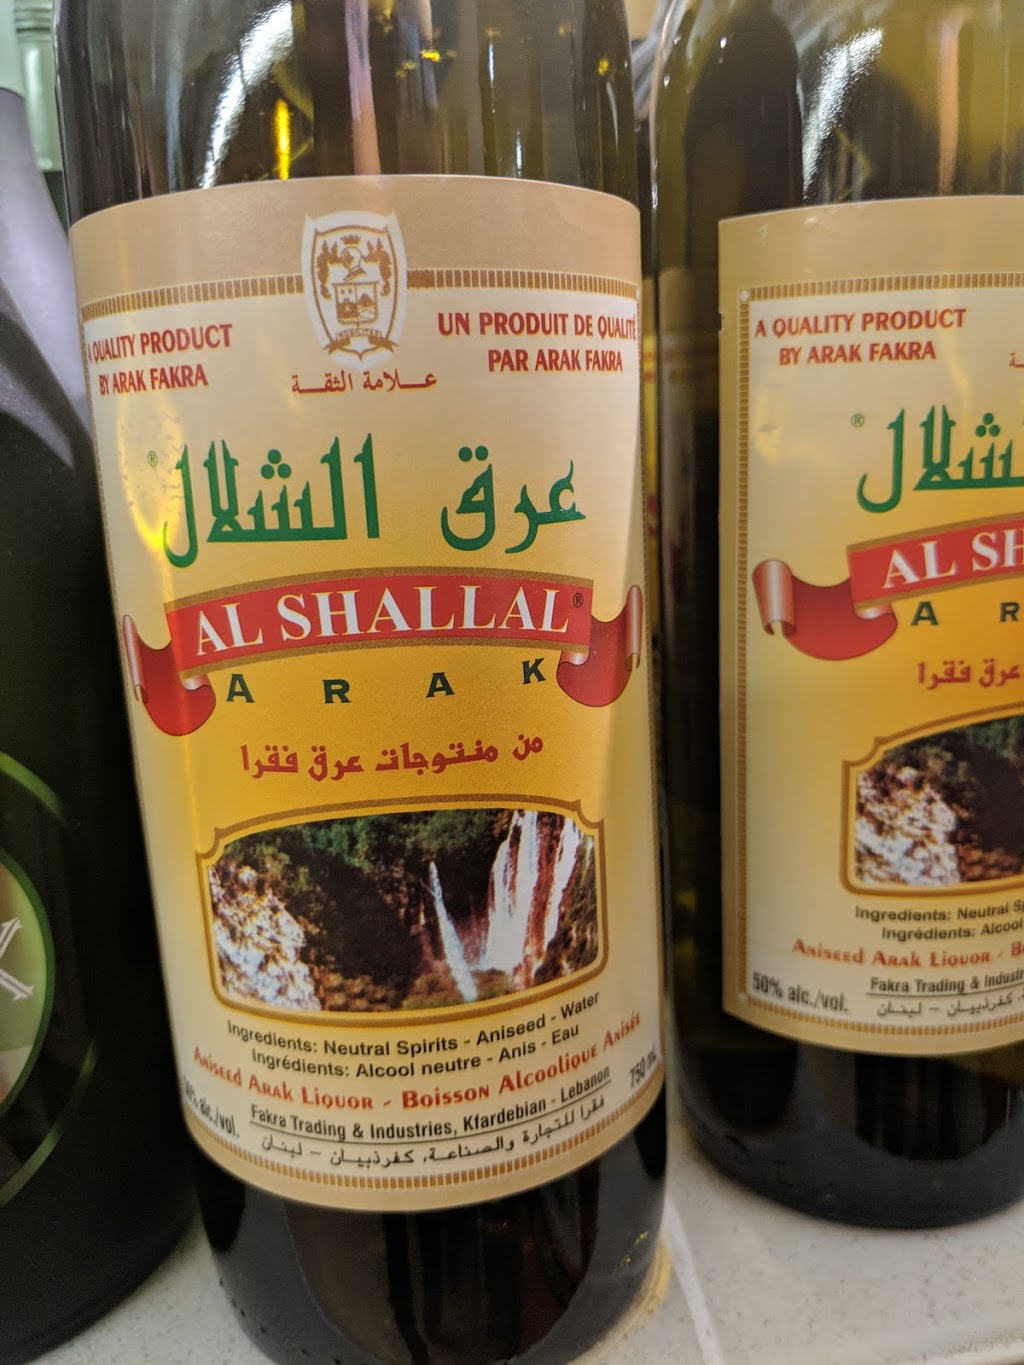 A QUALITY PRODUCT
BY ARAK FAKRA
UN PRODUIT DE QUALITÉ
PAR ARAK FAKRA
علامة الثقة
عرق الشلال®
AL SHALLAL®
ARAK
من منتوجات عرق فقرا
Ingredients: Neutral Spirits - Aniseed - Water
Ingrédients: Alcool neutre - Anis - Eau
Aniseed Arak Liquor - Boisson Alcoolique Anisée
alc./vol.
750 mL
Fakra Trading & Industries, Kfardebian - Lebanon
فقرا للتجارة والصناعة، كفرذبيان - لبنان
A QUALITY PRODUCT
BY ARAK FAKRA
®
AL
عرق فقرا
Ingredients: Neutral
Ingrédients: Alcool
Aniseed Arak Liquor -
50% alc./vol.
Fakra Trading &
كفرذبيان - لبنان